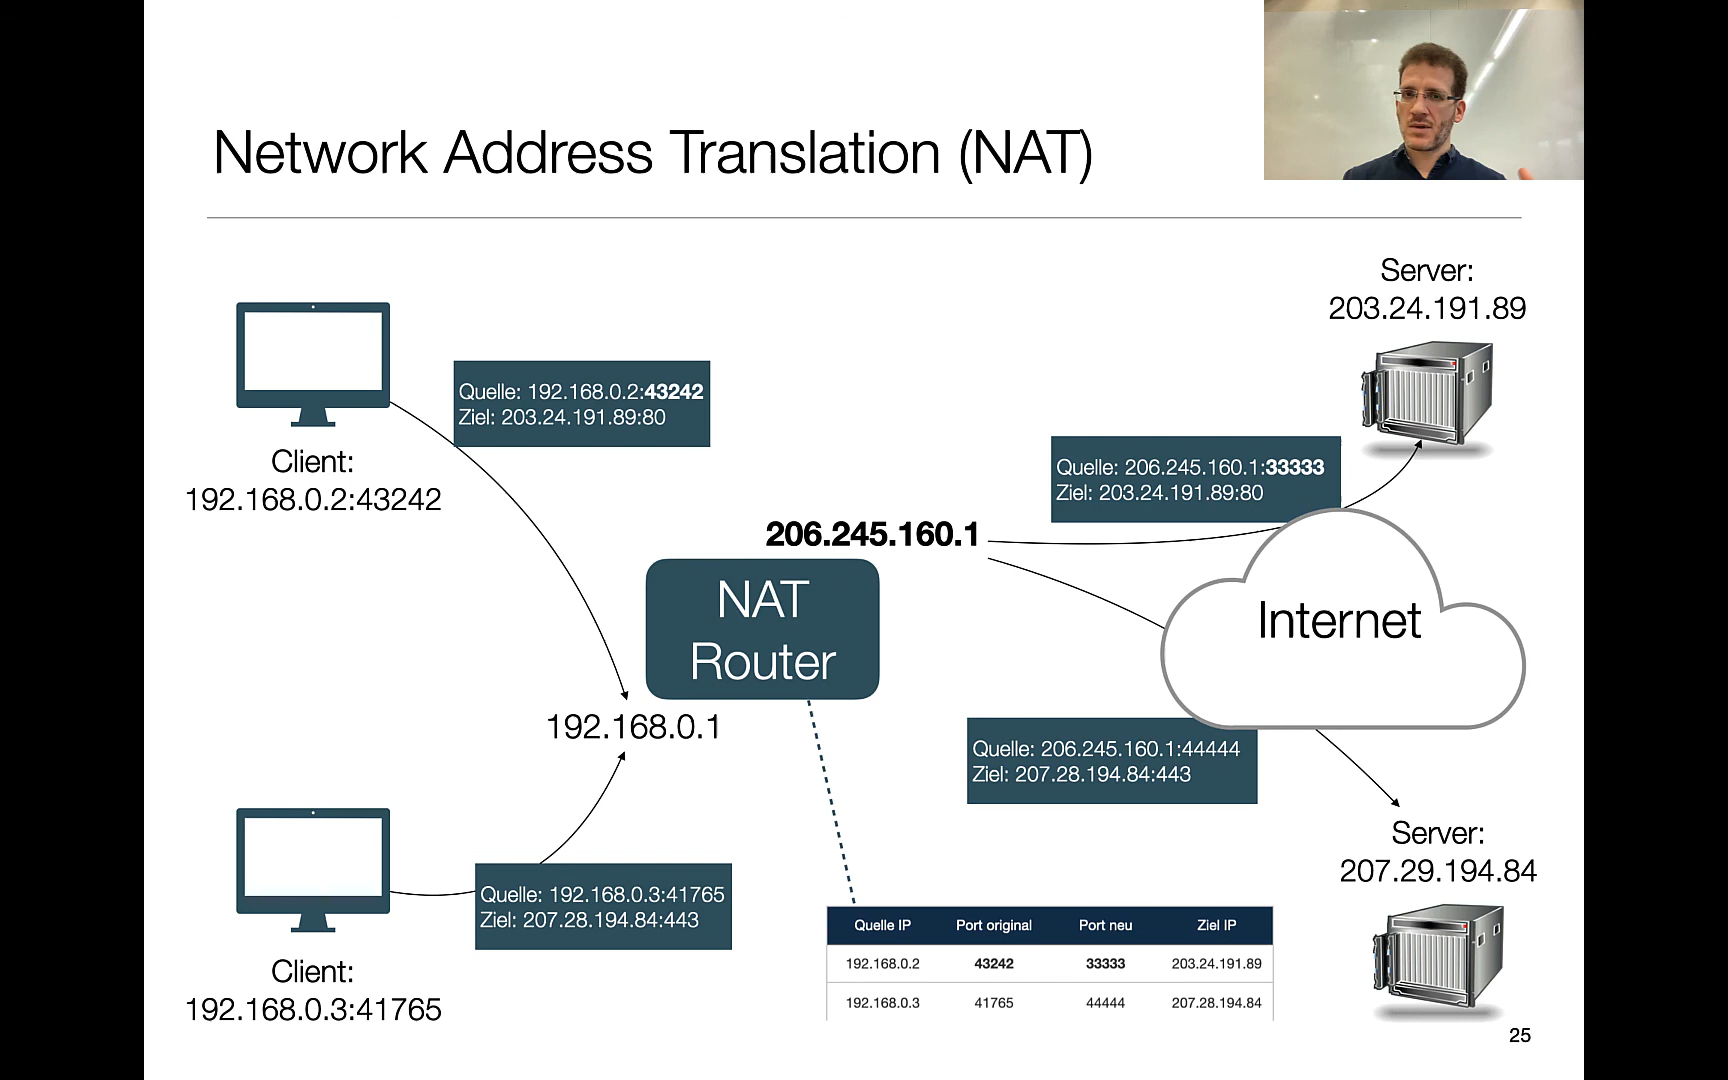 Network Address Translation (NAT)
Server:
203.24.191.89
Quelle: 192.168.0.2:43242
Ziel: 203.24.191.89:80
Client:
192.168.0.2:43242
Quelle: 206.245.160.1:33333
Ziel: 203.24.191.89:80
206.245.160.1
NAT
Router
Internet
192.168.0.1
Quelle: 206.245.160.1:44444
Ziel: 207.28.194.84:443
Server:
207.29.194.84
Quelle: 192.168.0.3:41765
Ziel: 207.28.194.84:443
Client:
192.168.0.3:41765
Quelle IP Port original Port neu Ziel IP
192.168.0.2 43242 33333 203.24.191.89
192.168.0.3 41765 44444 207.28.194.84
25